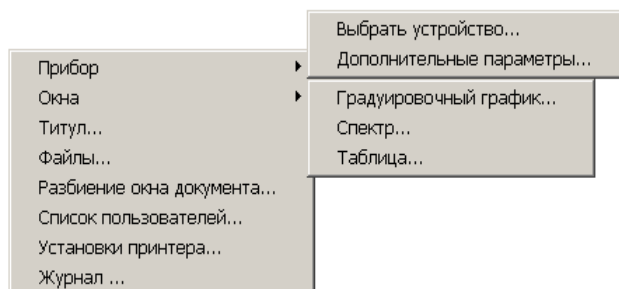 Выбрать устройство...
Дополнительные параметры...
Прибор
Окна
Градуировочный график...
Титул...
Спектр...
Файлы...
Таблица...
Разбиение окна документа...
Список пользователей...
Установки принтера...
Журнал ...